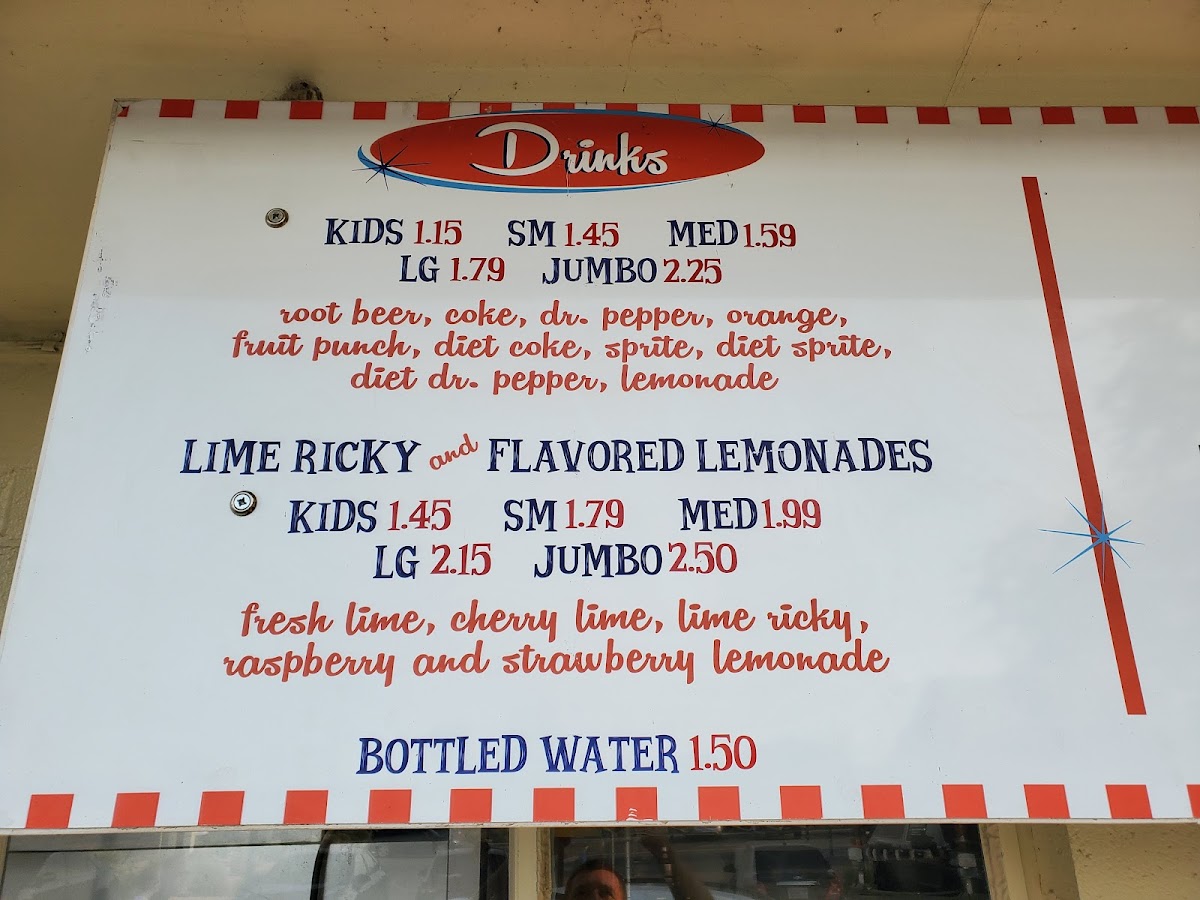 Drinks
KIDS 1.15 SM 1.45 MED 1.59
LG 1.79 JUMBO 2.25
root beer, coke, dr. pepper, orange,
fruit punch, diet coke, sprite, diet sprite,
diet dr. pepper, lemonade
LIME RICKY and FLAVORED LEMONADES
KIDS 1.45 SM 1.79 MED 1.99
LG 2.15 JUMBO 2.50
fresh lime, cherry lime, lime ricky,
raspberry and strawberry lemonade
BOTTLED WATER 1.50